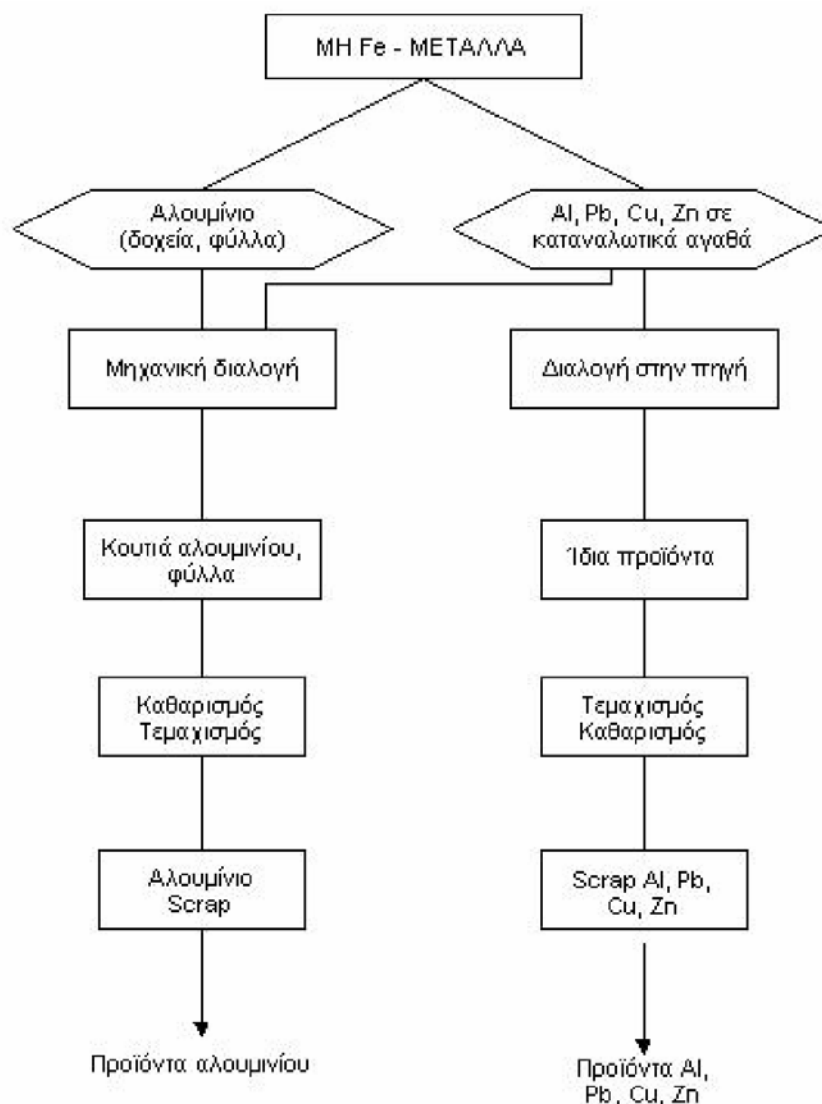 ΜΗ Fe - ΜΕΤΑΛΛΑ
Αλουμίνιο
(δοχεία, φύλλα)
Al, Pb, Cu, Zn σε
καταναλωτικά αγαθά
Μηχανική διαλογή
Διαλογή στην πηγή
Κουτιά αλουμινίου,
φύλλα
Ίδια προϊόντα
Καθαρισμός
Τεμαχισμός
Τεμαχισμός
Καθαρισμός
Αλουμίνιο
Scrap
Scrap Al, Pb,
Cu, Zn
Προϊόντα αλουμινίου
Προϊόντα Al,
Pb, Cu, Zn